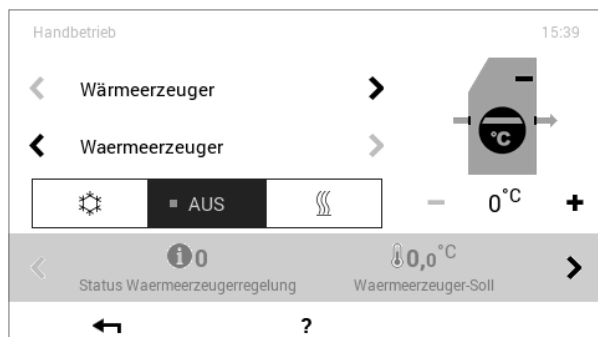 Handbetrieb 15:39
Wärmeerzeuger
Waermeerzeuger
°C
AUS
0°C
i 0 0,0°C
Status Waermeerzeugerregelung Waermeerzeuger-Soll
?